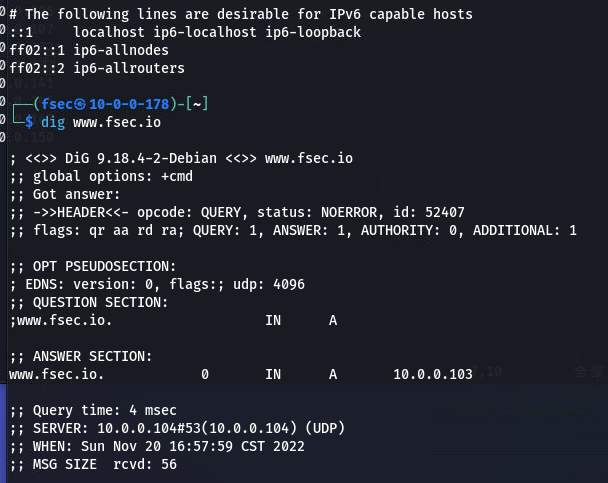 # The following lines are desirable for IPv6 capable hosts
::1     localhost ip6-localhost ip6-loopback
ff02::1 ip6-allnodes
ff02::2 ip6-allrouters
┌──(fsec㉿10-0-0-178)-[~]
└─$ dig www.fsec.io
; <<>> DiG 9.18.4-2-Debian <<>> www.fsec.io
;; global options: +cmd
;; Got answer:
;; ->>HEADER<<- opcode: QUERY, status: NOERROR, id: 52407
;; flags: qr aa rd ra; QUERY: 1, ANSWER: 1, AUTHORITY: 0, ADDITIONAL: 1
;; OPT PSEUDOSECTION:
; EDNS: version: 0, flags:; udp: 4096
;; QUESTION SECTION:
;www.fsec.io.                   IN      A
;; ANSWER SECTION:
www.fsec.io.            0       IN      A       10.0.0.103
;; Query time: 4 msec
;; SERVER: 10.0.0.104#53(10.0.0.104) (UDP)
;; WHEN: Sun Nov 20 16:57:59 CST 2022
;; MSG SIZE  rcvd: 56